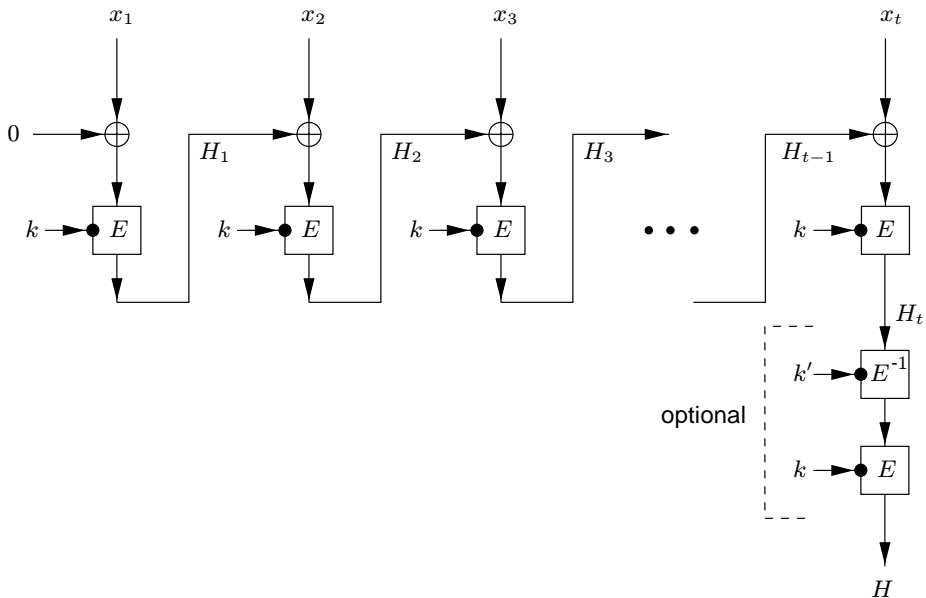 x₁ x₂ x₃ xₜ
0 H₁ H₂ H₃ Hₜ₋₁
k E k E k E • • • k E
Hₜ
k′ E⁻¹
optional
k E
H